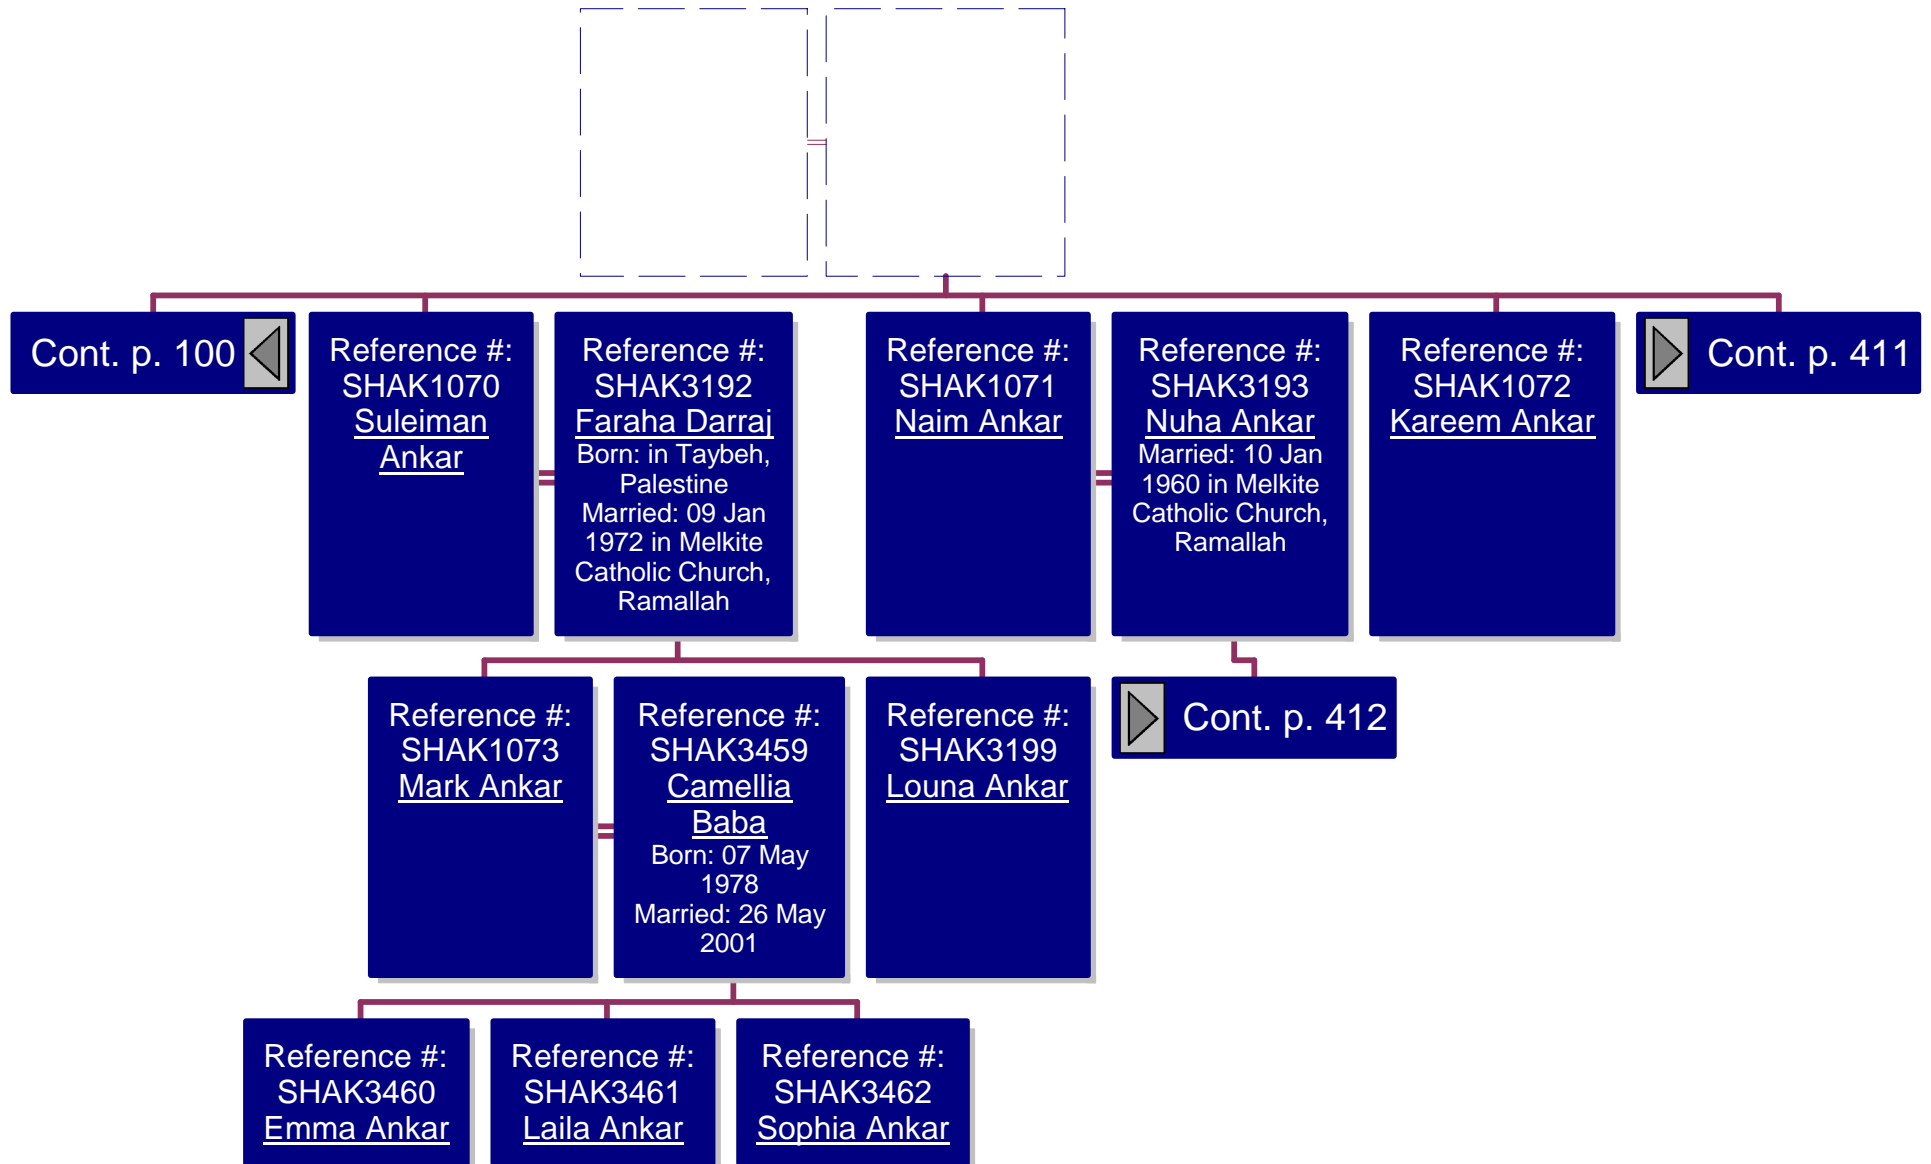 Cont. p. 100
Reference #:
SHAK1070
Suleiman
Ankar
Reference #:
SHAK3192
Faraha Darraj
Born: in Taybeh,
Palestine
Married: 09 Jan
1972 in Melkite
Catholic Church,
Ramallah
Reference #:
SHAK1071
Naim Ankar
Reference #:
SHAK3193
Nuha Ankar
Married: 10 Jan
1960 in Melkite
Catholic Church,
Ramallah
Reference #:
SHAK1072
Kareem Ankar
Cont. p. 411
Reference #:
SHAK1073
Mark Ankar
Reference #:
SHAK3459
Camellia
Baba
Born: 07 May
1978
Married: 26 May
2001
Reference #:
SHAK3199
Louna Ankar
Cont. p. 412
Reference #:
SHAK3460
Emma Ankar
Reference #:
SHAK3461
Laila Ankar
Reference #:
SHAK3462
Sophia Ankar